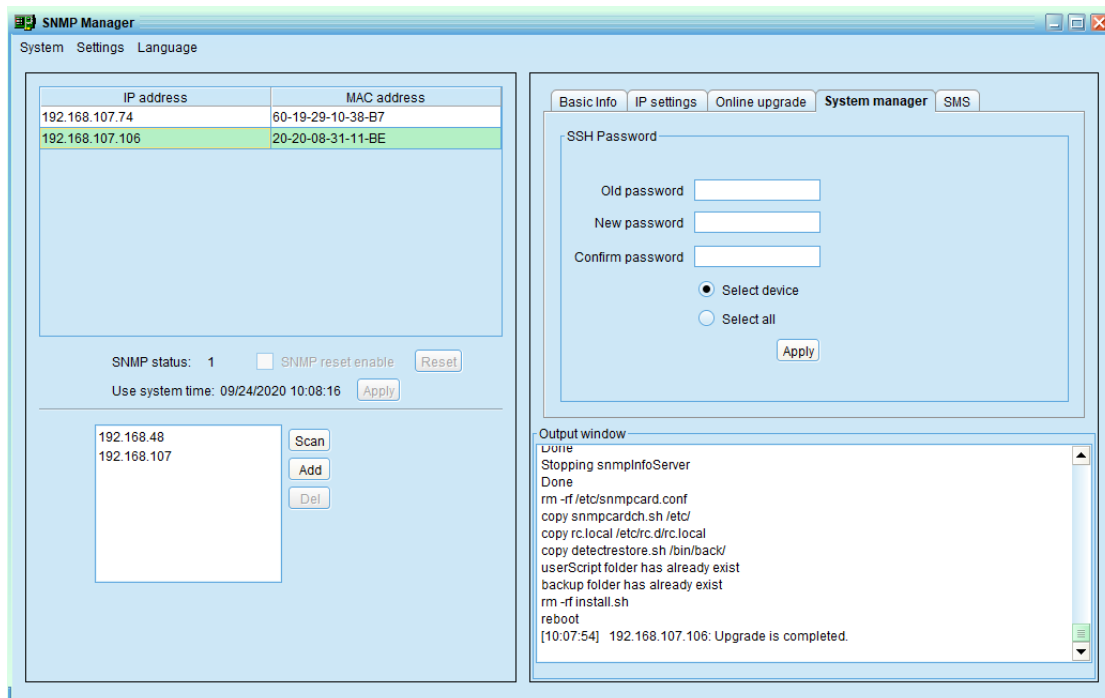 SNMP Manager
System Settings Language
IP address MAC address
192.168.107.74 60-19-29-10-38-B7
192.168.107.106 20-20-08-31-11-BE
SNMP status: 1 SNMP reset enable Reset
Use system time: 09/24/2020 10:08:16 Apply
192.168.48
192.168.107
Scan
Add
Del
Basic Info IP settings Online upgrade System manager SMS
SSH Password
Old password
New password
Confirm password
Select device
Select all
Apply
Output window
Done
Stopping snmpInfoServer
Done
rm -rf /etc/snmpcard.conf
copy snmpcardch.sh /etc/
copy rc.local /etc/rc.d/rc.local
copy detectrestore.sh /bin/back/
userScript folder has already exist
backup folder has already exist
rm -rf install.sh
reboot
[10:07:54] 192.168.107.106: Upgrade is completed.